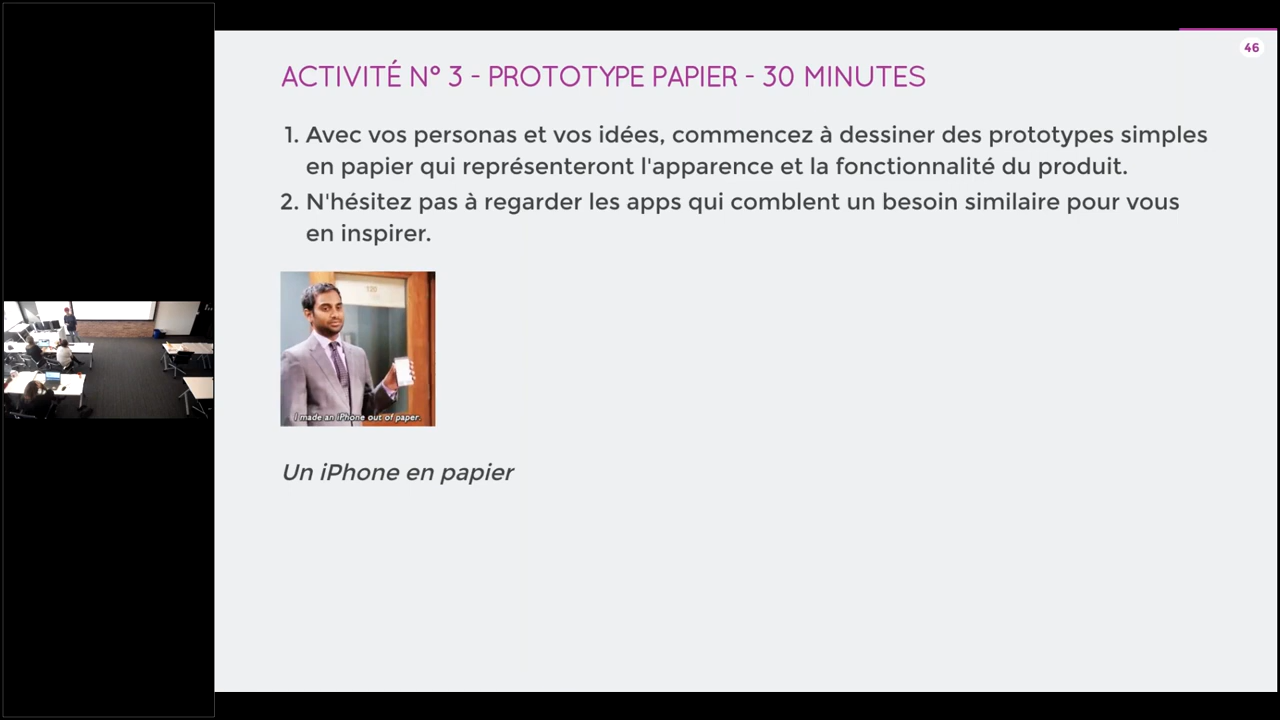 46
ACTIVITÉ N° 3 - PROTOTYPE PAPIER - 30 MINUTES
1. Avec vos personas et vos idées, commencez à dessiner des prototypes simples
en papier qui représenteront l'apparence et la fonctionnalité du produit.
2. N'hésitez pas à regarder les apps qui comblent un besoin similaire pour vous
en inspirer.
120
I made an iPhone out of paper.
Un iPhone en papier